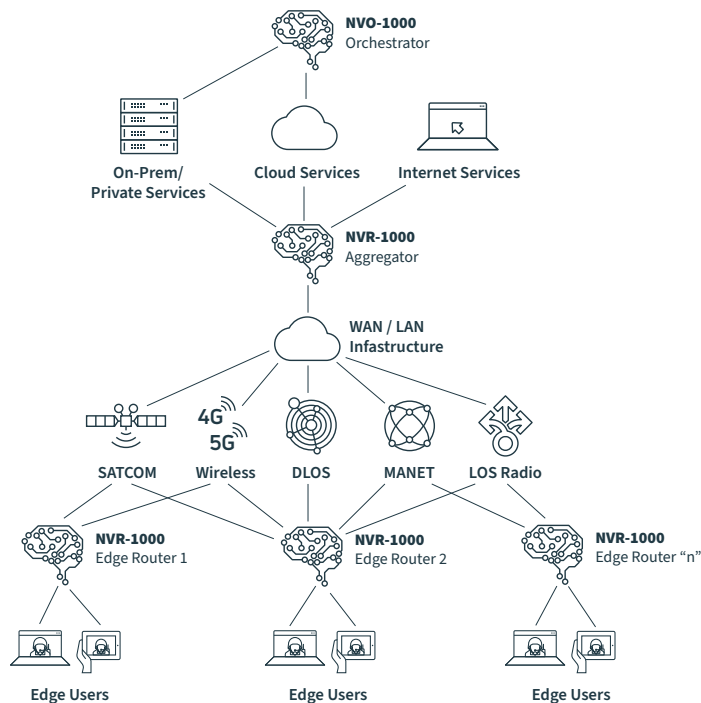 NVO-1000
Orchestrator
On-Prem/
Private Services
Cloud Services
Internet Services
NVR-1000
Aggregator
WAN / LAN
Infastructure
4G
5G
SATCOM
Wireless
DLOS
MANET
LOS Radio
NVR-1000
Edge Router 1
NVR-1000
Edge Router 2
NVR-1000
Edge Router “n”
Edge Users
Edge Users
Edge Users